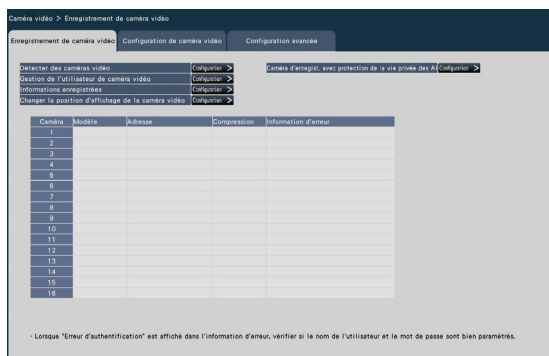 Caméra vidéo > Enregistrement de caméra vidéo
Enregistrement de caméra vidéo Configuration de caméra vidéo Configuration avancée
Détecter des caméras vidéo Configuration > Caméra d'enregist. avec protection de la vie privée des AI Configuration >
Gestion de l'utilisateur de caméra vidéo Configuration >
Informations enregistrées Configuration >
Changer la position d'affichage de la caméra vidéo Configuration >
Caméra Modèle Adresse Compression Information d'erreur
1
2
3
4
5
6
7
8
9
10
11
12
13
14
15
16
· Lorsque "Erreur d'authentification" est affiché dans l'information d'erreur, vérifier si le nom de l'utilisateur et le mot de passe sont bien paramétrés.